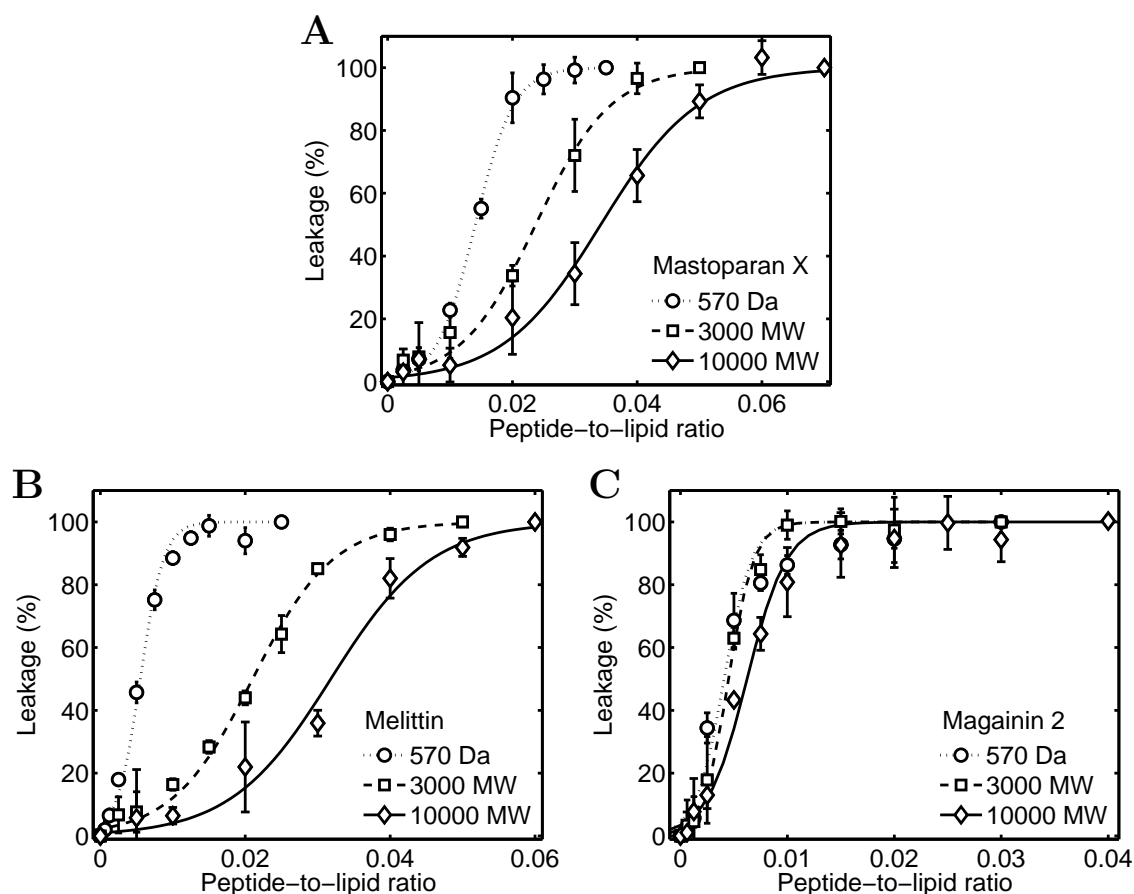 A
100
80
60
40
20
0
Leakage (%)
Mastoparan X
570 Da
3000 MW
10000 MW
0 0.02 0.04 0.06
Peptide−to−lipid ratio
B
100
80
60
40
20
0
Leakage (%)
Melittin
570 Da
3000 MW
10000 MW
0 0.02 0.04 0.06
Peptide−to−lipid ratio
C
100
80
60
40
20
0
Leakage (%)
Magainin 2
570 Da
3000 MW
10000 MW
0 0.01 0.02 0.03 0.04
Peptide−to−lipid ratio